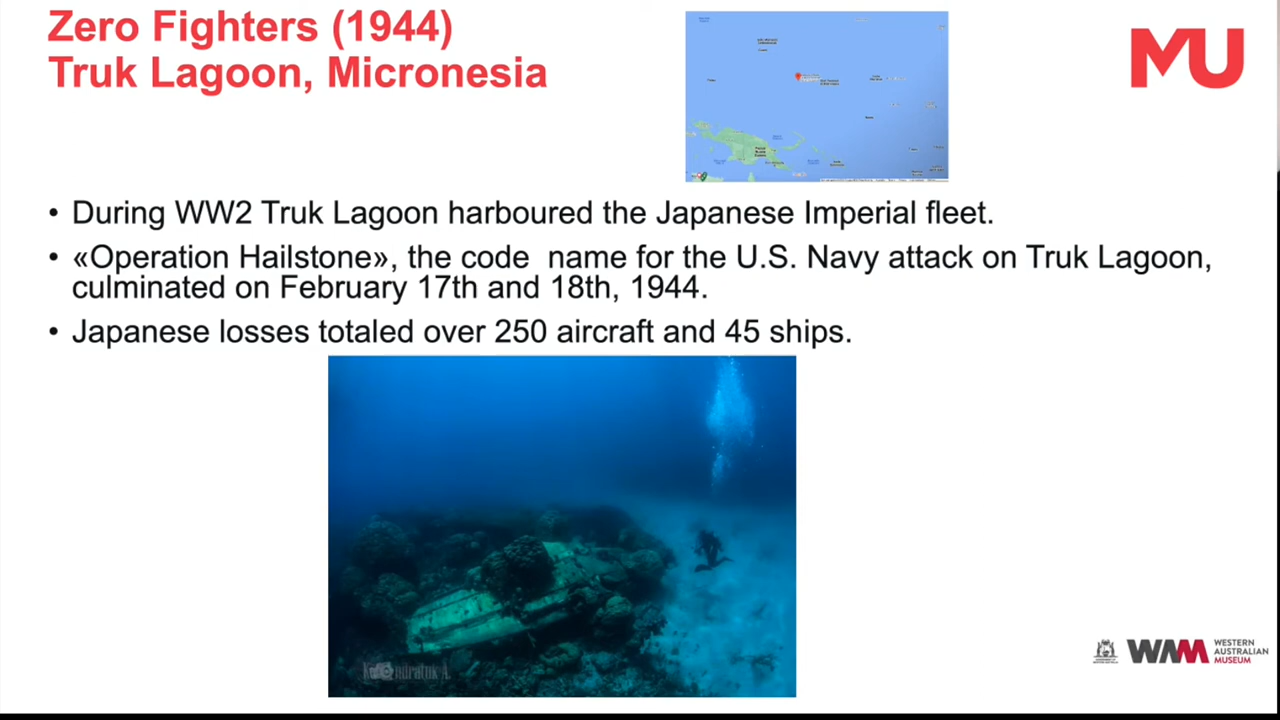 Zero Fighters (1944)
Truk Lagoon, Micronesia
MU
• During WW2 Truk Lagoon harboured the Japanese Imperial fleet.
• «Operation Hailstone», the code  name for the U.S. Navy attack on Truk Lagoon,
culminated on February 17th and 18th, 1944.
• Japanese losses totaled over 250 aircraft and 45 ships.
WAM
WESTERN
AUSTRALIAN
MUSEUM